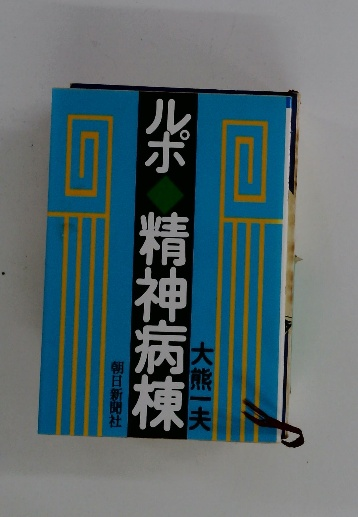 ルポ◆精神病棟
大熊一夫
朝日新聞社